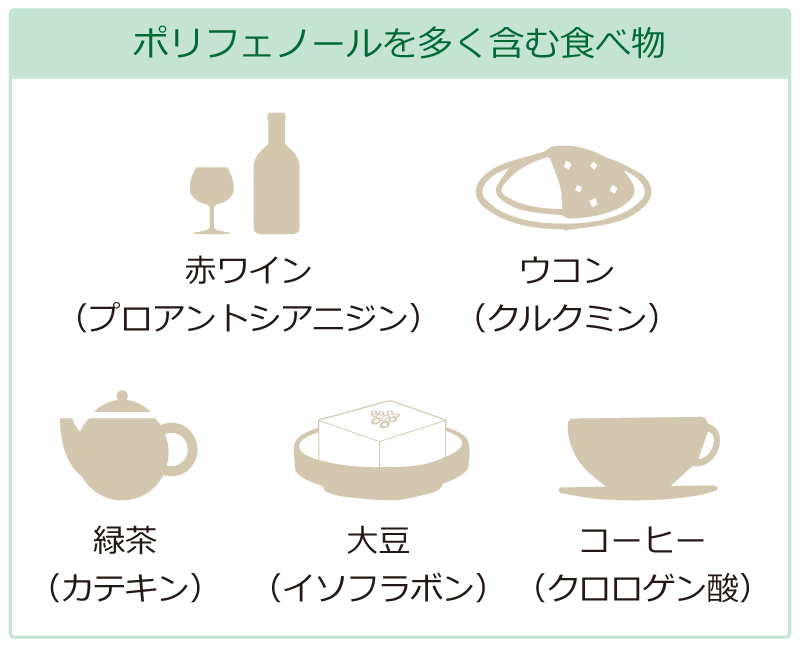 ポリフェノールを多く含む食べ物
赤ワイン
（プロアントシアニジン）
ウコン
（クルクミン）
緑茶
（カテキン）
大豆
（イソフラボン）
コーヒー
（クロロゲン酸）